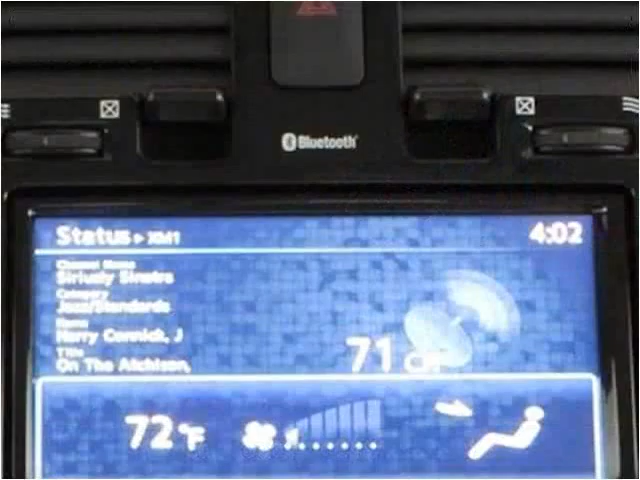 Bluetooth
Status ▸ XM1 4:02
Channel Name
Siriusly Sinatra
Category
Jazz/Standards
Name
Harry Connick, J
Title
On The Atchison,
71 CH
72°F